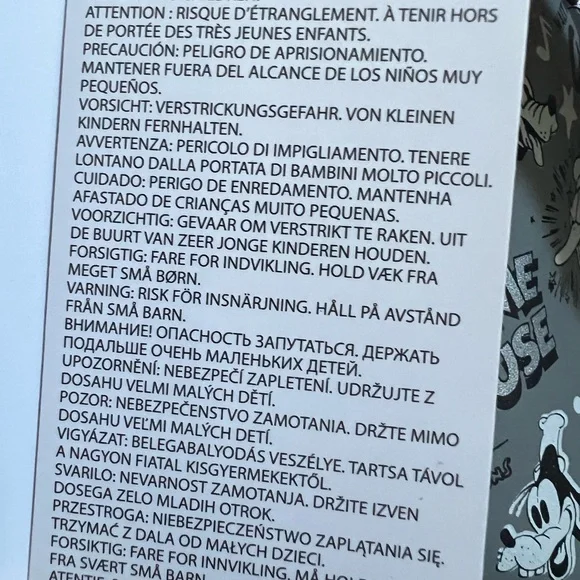 ATTENTION : RISQUE D'ÉTRANGLEMENT. À TENIR HORS
DE PORTÉE DES TRÈS JEUNES ENFANTS.
PRECAUCIÓN: PELIGRO DE APRISIONAMIENTO.
MANTENER FUERA DEL ALCANCE DE LOS NIÑOS MUY
PEQUEÑOS.
VORSICHT: VERSTRICKUNGSGEFAHR. VON KLEINEN
KINDERN FERNHALTEN.
AVVERTENZA: PERICOLO DI IMPIGLIAMENTO. TENERE
LONTANO DALLA PORTATA DI BAMBINI MOLTO PICCOLI.
CUIDADO: PERIGO DE ENREDAMENTO. MANTENHA
AFASTADO DE CRIANÇAS MUITO PEQUENAS.
VOORZICHTIG: GEVAAR OM VERSTRIKT TE RAKEN. UIT
DE BUURT VAN ZEER JONGE KINDEREN HOUDEN.
FORSIGTIG: FARE FOR INDVIKLING. HOLD VÆK FRA
MEGET SMÅ BØRN.
VARNING: RISK FÖR INSNÄRJNING. HÅLL PÅ AVSTÅND
FRÅN SMÅ BARN.
ВНИМАНИЕ! ОПАСНОСТЬ ЗАПУТАТЬСЯ. ДЕРЖАТЬ
ПОДАЛЬШЕ ОЧЕНЬ МАЛЕНЬКИХ ДЕТЕЙ.
UPOZORNĚNÍ: NEBEZPEČÍ ZAPLETENÍ. UDRŽUJTE Z
DOSAHU VELMI MALÝCH DĚTÍ.
POZOR: NEBEZPEČENSTVO ZAMOTANIA. DRŽTE MIMO
DOSAHU VEĽMI MALÝCH DETÍ.
VIGYÁZAT: BELEGABALYODÁS VESZÉLYE. TARTSA TÁVOL
A NAGYON FIATAL KISGYERMEKEKTŐL.
SVARILO: NEVARNOST ZAMOTANJA. DRŽITE IZVEN
DOSEGA ZELO MLADIH OTROK.
PRZESTROGA: NIEBEZPIECZEŃSTWO ZAPLĄTANIA SIĘ.
TRZYMAĆ Z DALA OD MAŁYCH DZIECI.
FORSIKTIG: FARE FOR INNVIKLING. MÅ
FRA SVÆRT SMÅ BARN.